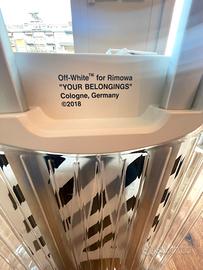 Off-White™ for Rimowa
"YOUR BELONGINGS"
Cologne, Germany
©2018